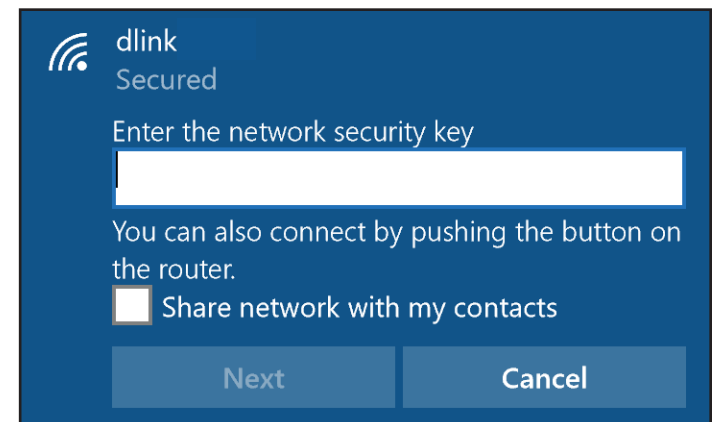 dlink
Secured
Enter the network security key
You can also connect by pushing the button on
the router.
Share network with my contacts
Next
Cancel